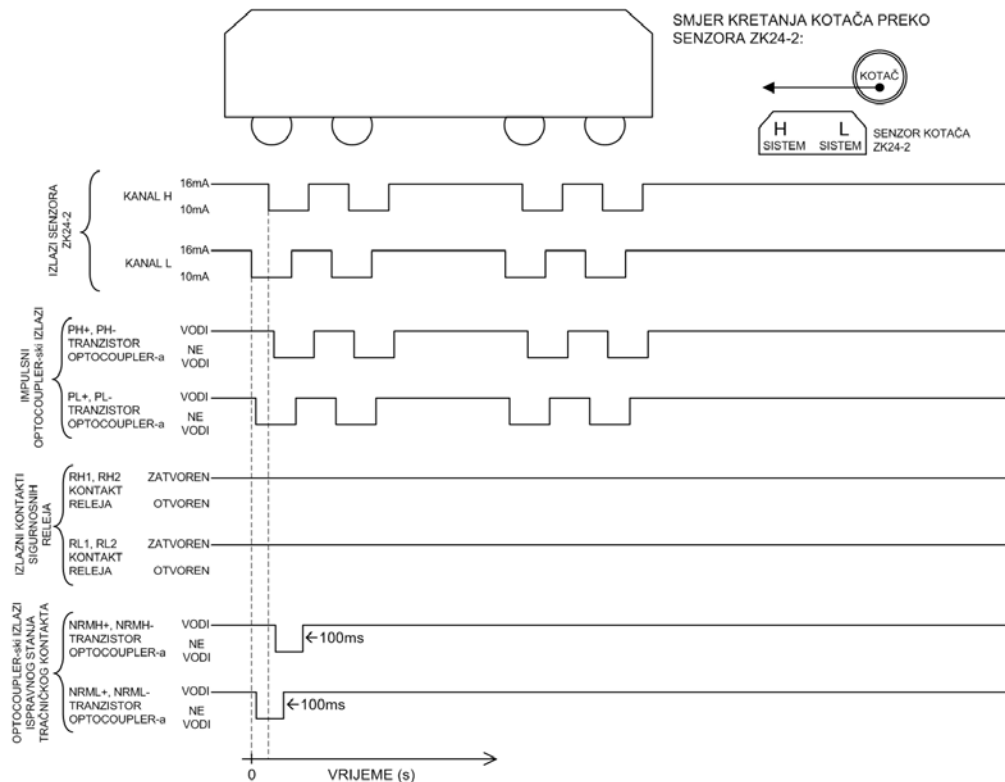 SMJER KRETANJA KOTAČA PREKO
SENZORA ZK24-2:
KOTAČ
H
L
SISTEM
SISTEM
SENZOR KOTAČA
ZK24-2
IZLAZI SENZORA
ZK24-2
KANAL H
16mA
10mA
KANAL L
16mA
10mA
IMPULSNI
OPTOCOUPLER-ski IZLAZI
PH+, PH-
TRANZISTOR
OPTOCOUPLER-a
VODI
NE
VODI
PL+, PL-
TRANZISTOR
OPTOCOUPLER-a
VODI
NE
VODI
IZLAZNI KONTAKTI
SIGURNOSNIH
RELEJA
RH1, RH2
KONTAKT
RELEJA
ZATVOREN
OTVOREN
RL1, RL2
KONTAKT
RELEJA
ZATVOREN
OTVOREN
OPTOCOUPLER-ski IZLAZI
ISPRAVNOG STANJA
TRAČNIČKOG KONTAKTA
NRMH+, NRMH-
TRANZISTOR
OPTOCOUPLER-a
VODI
NE
VODI
←100ms
NRML+, NRML-
TRANZISTOR
OPTOCOUPLER-a
VODI
NE
VODI
←100ms
0
VRIJEME (s)